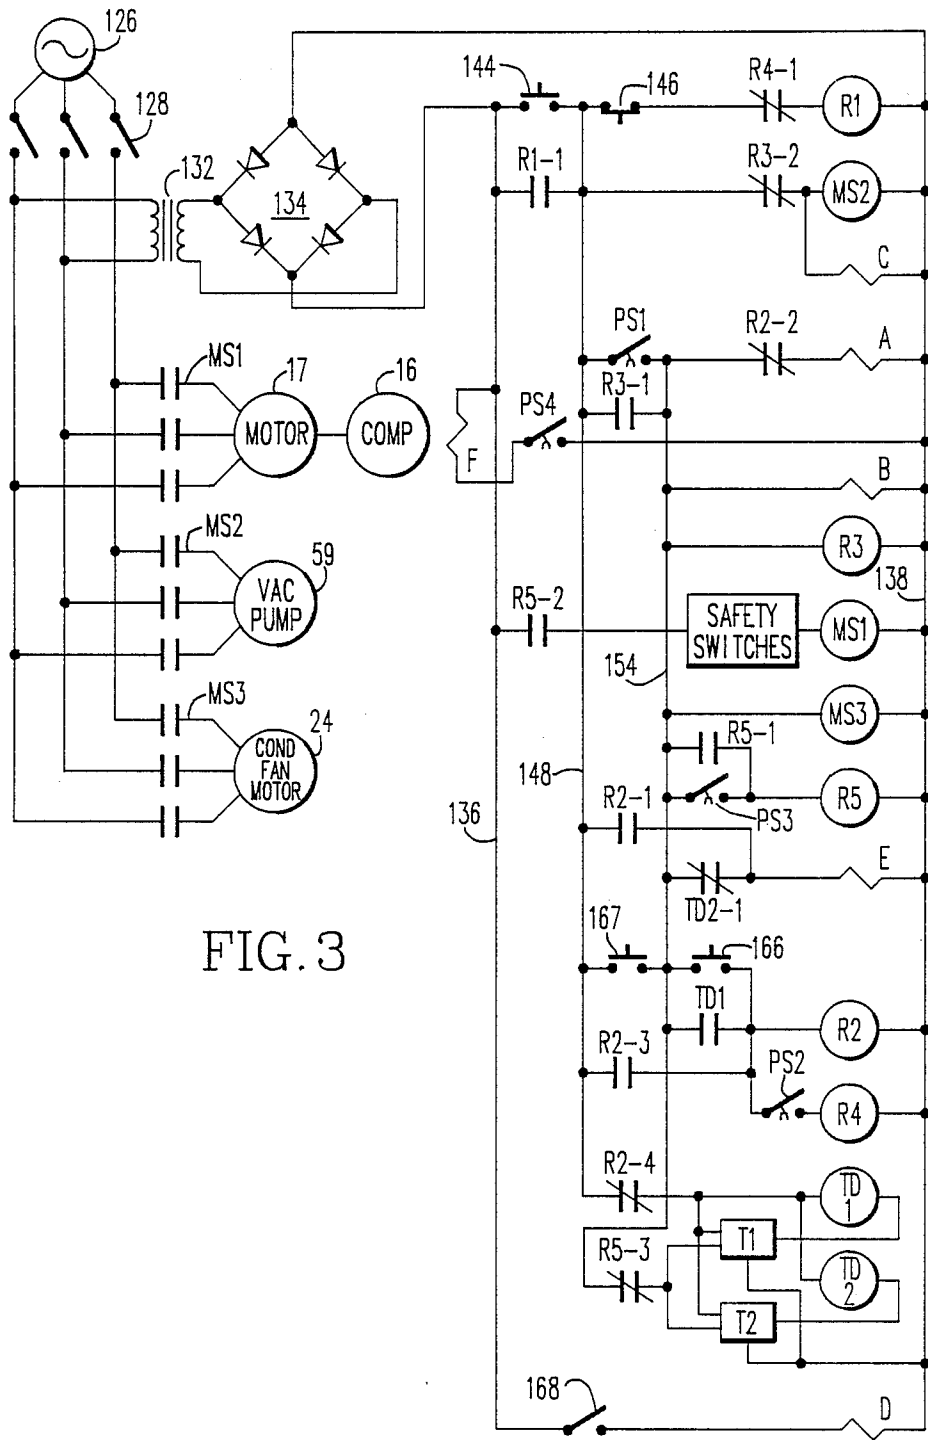 126
128
132
134
144
146
R4-1
R1
R1-1
R3-2
MS2
C
PS1
R2-2
A
MS1
17
16
MOTOR
COMP
R3-1
PS4
F
B
MS2
59
VAC
PUMP
R3
138
R5-2
SAFETY
SWITCHES
MS1
154
MS3
24
COND
FAN
MOTOR
MS3
R5-1
148
R5
136
R2-1
PS3
E
TD2-1
FIG. 3
167
166
TD1
R2
R2-3
PS2
R4
R2-4
TD
1
T1
R5-3
TD
2
T2
168
D